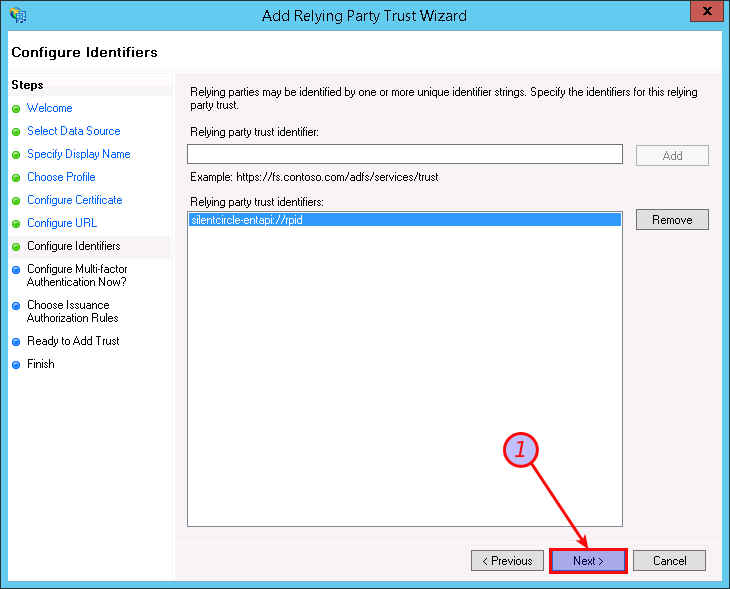 Add Relying Party Trust Wizard
x
Configure Identifiers
Steps
Welcome
Select Data Source
Specify Display Name
Choose Profile
Configure Certificate
Configure URL
Configure Identifiers
Configure Multi-factor
Authentication Now?
Choose Issuance
Authorization Rules
Ready to Add Trust
Finish
Relying parties may be identified by one or more unique identifier strings. Specify the identifiers for this relying
party trust.
Relying party trust identifier:
Add
Example: https://fs.contoso.com/adfs/services/trust
Relying party trust identifiers:
silentcircle-entapi://rpid
Remove
1
< Previous
Next >
Cancel